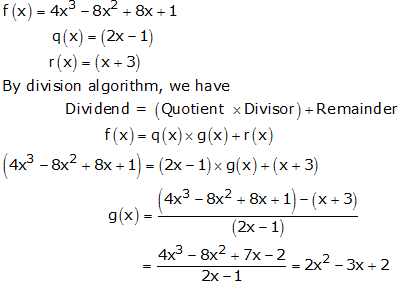 f(x) = 4x³ − 8x² + 8x + 1
q(x) = (2x − 1)
r(x) = (x + 3)
By division algorithm, we have
Dividend = (Quotient × Divisor) + Remainder
f(x) = q(x) × g(x) + r(x)
(4x³ − 8x² + 8x + 1) = (2x − 1) × g(x) + (x + 3)
g(x) = ((4x³ − 8x² + 8x + 1) − (x + 3)) / (2x − 1)
= (4x³ − 8x² + 7x − 2) / (2x − 1) = 2x² − 3x + 2